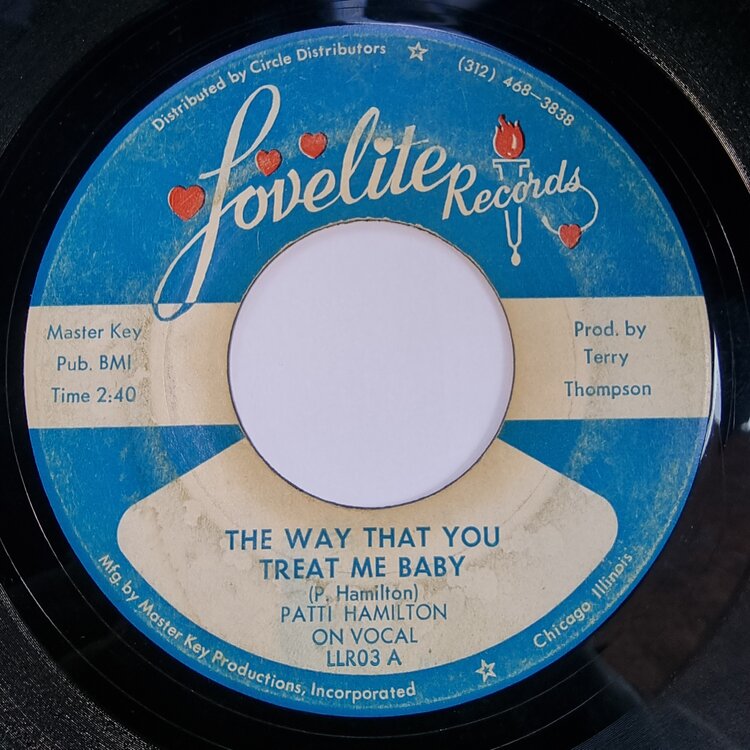 Distributed by Circle Distributors ☆ (312) 468-3838
Lovelite Records
Master Key
Pub. BMI
Time 2:40
Prod. by
Terry
Thompson
THE WAY THAT YOU
TREAT ME BABY
(P. Hamilton)
PATTI HAMILTON
ON VOCAL
LLR03 A
Mfg. by Master Key Productions, Incorporated ☆ Chicago Illinois